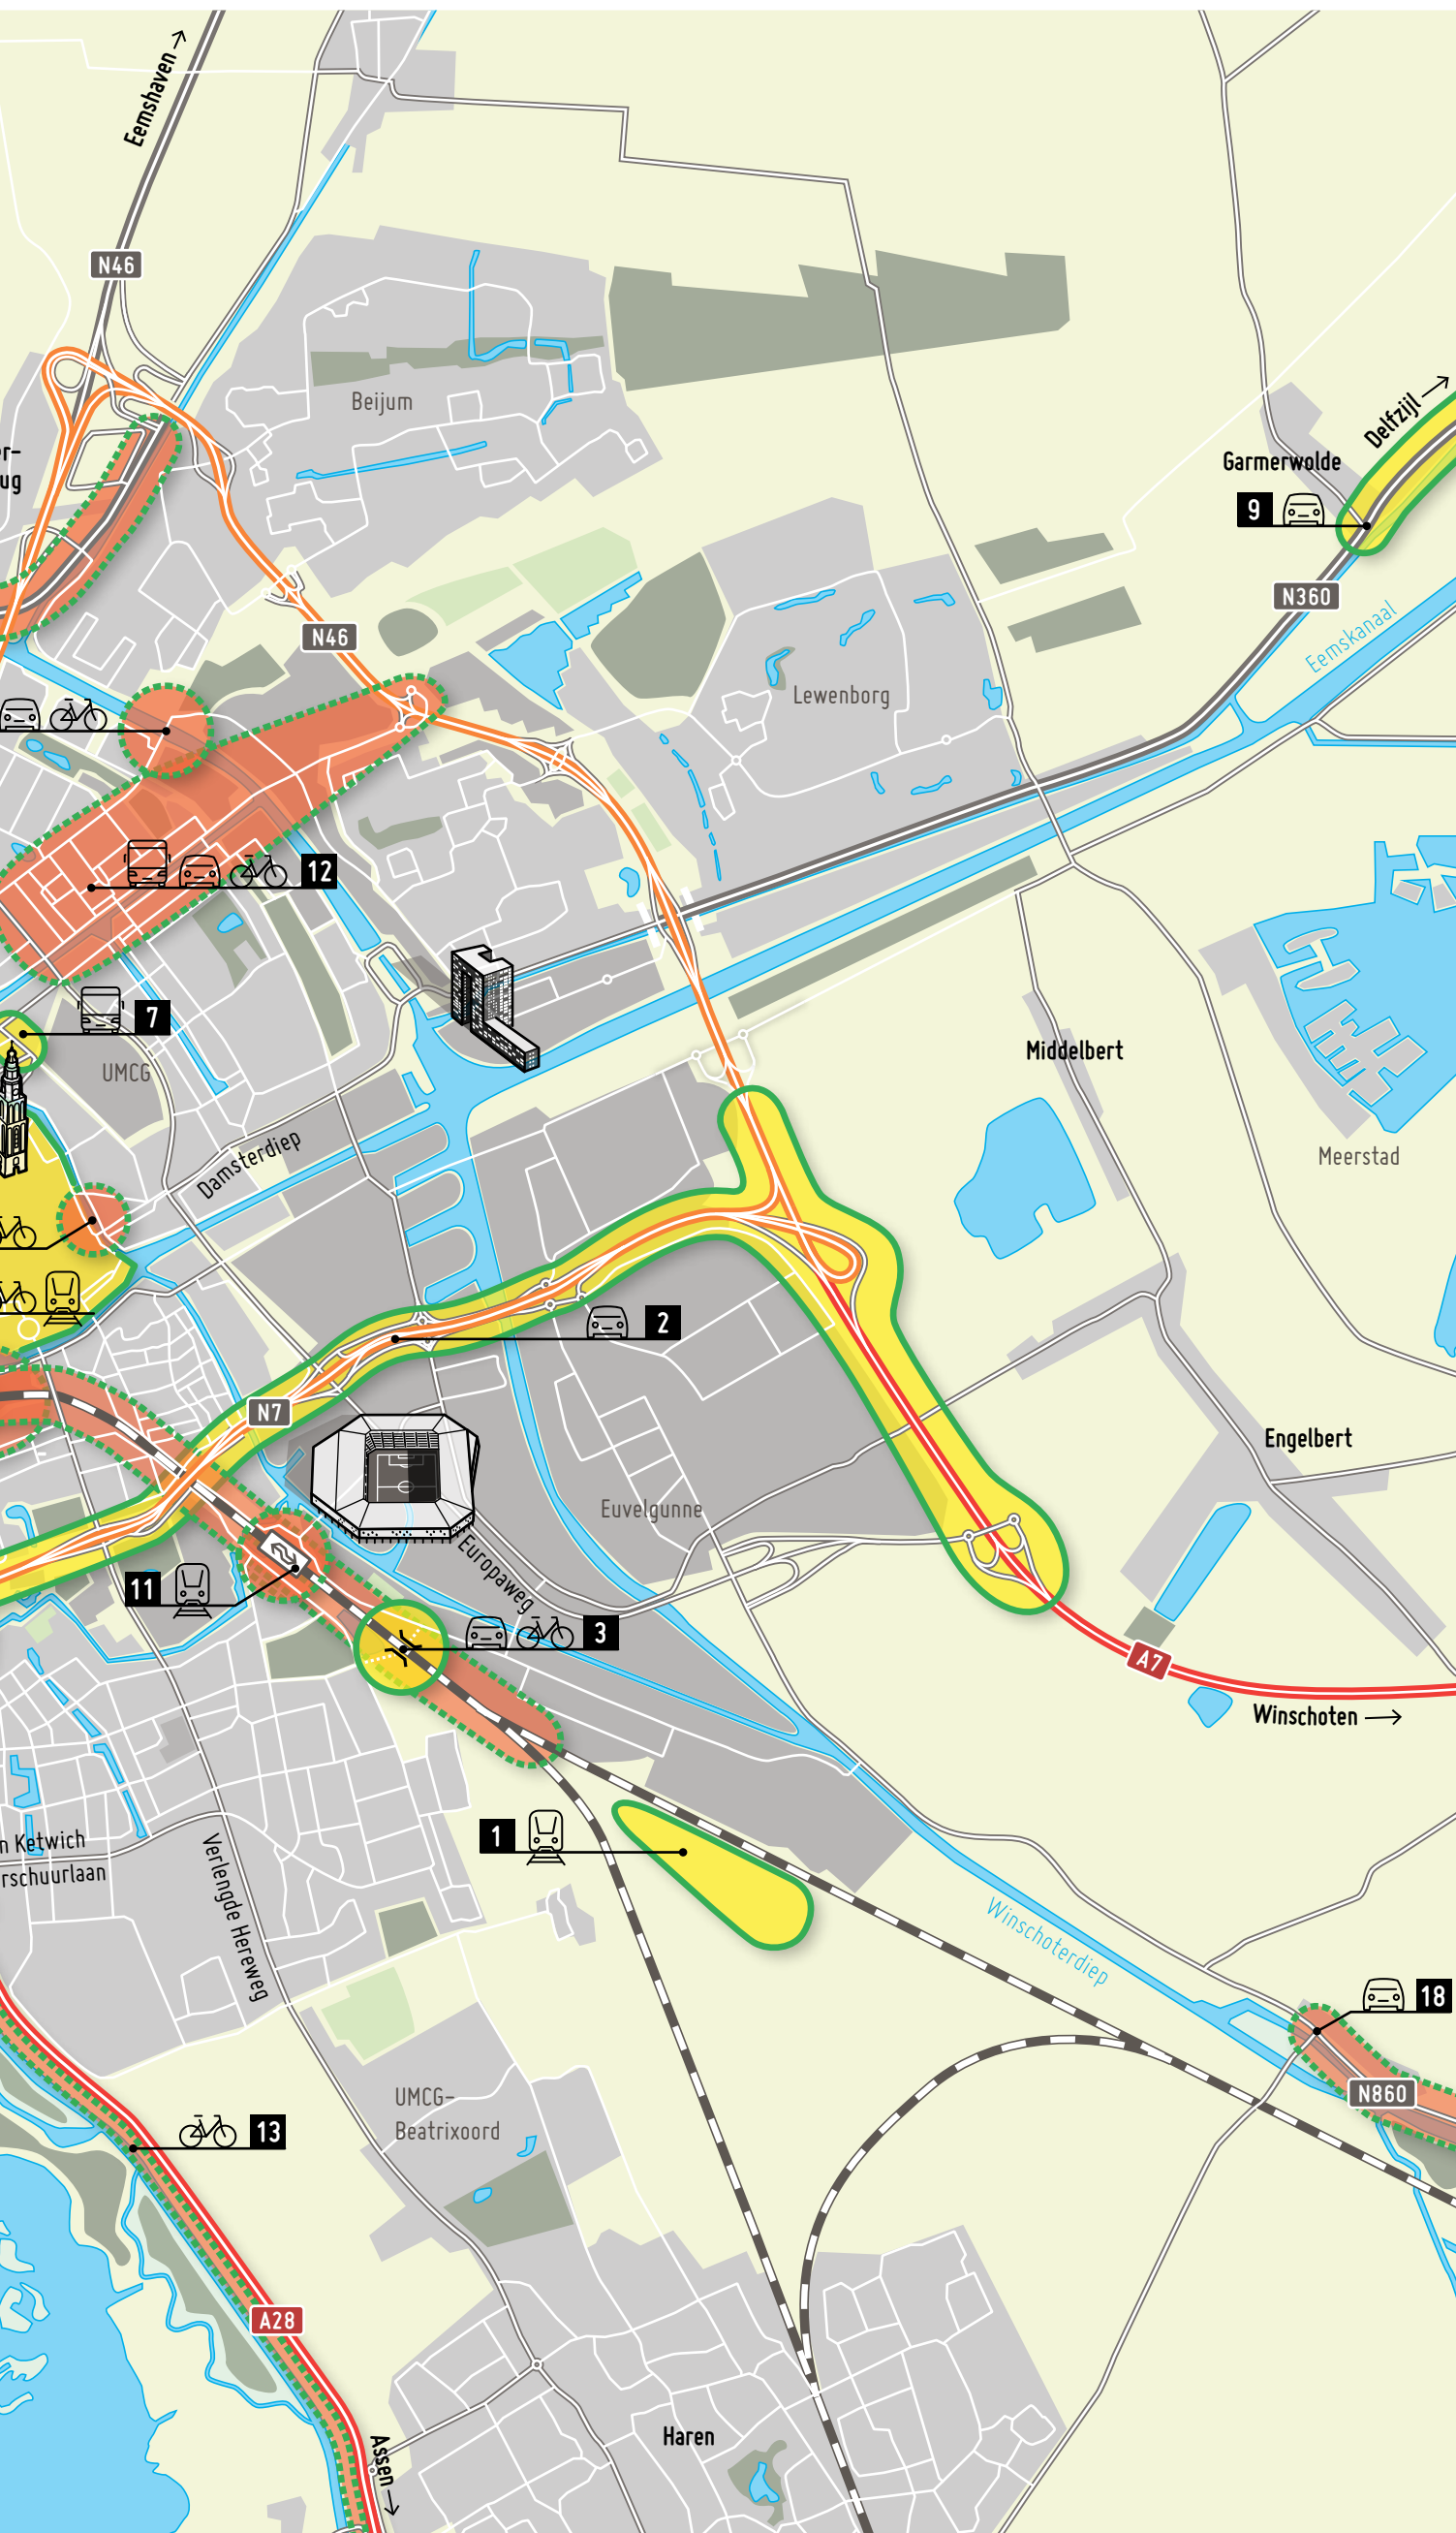 Eemshaven
N46
Beijum
er-
ug
Delfzijl
Garmerwolde
9
N360
Eemskanaal
N46
Lewenborg
12
7
UMCG
Middelbert
Meerstad
Damsterdiep
2
N7
Engelbert
Euvelgunne
Europaweg
11
3
A7
Winschoten
1
n Ketwich
rschuurlaan
Verlengde Hereweg
Winschoterdiep
18
N860
UMCG-
Beatrixoord
13
A28
Haren
Assen